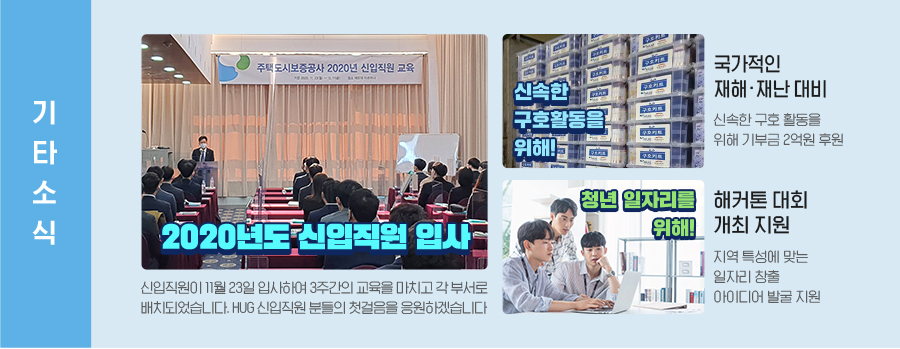 기
타
소
식
주택도시보증공사 2020년 신입직원 교육
2020년도 신입직원 입사
신입직원이 11월 23일 입사하여 3주간의 교육을 마치고 각 부서로
배치되었습니다. HUG 신입직원 분들의 첫걸음을 응원하겠습니다
구호키트
신속한
구호활동을
위해!
국가적인
재해·재난 대비
신속한 구호 활동을
위해 기부금 2억원 후원
청년 일자리를
위해!
해커톤 대회
개최 지원
지역 특성에 맞는
일자리 창출
아이디어 발굴 지원